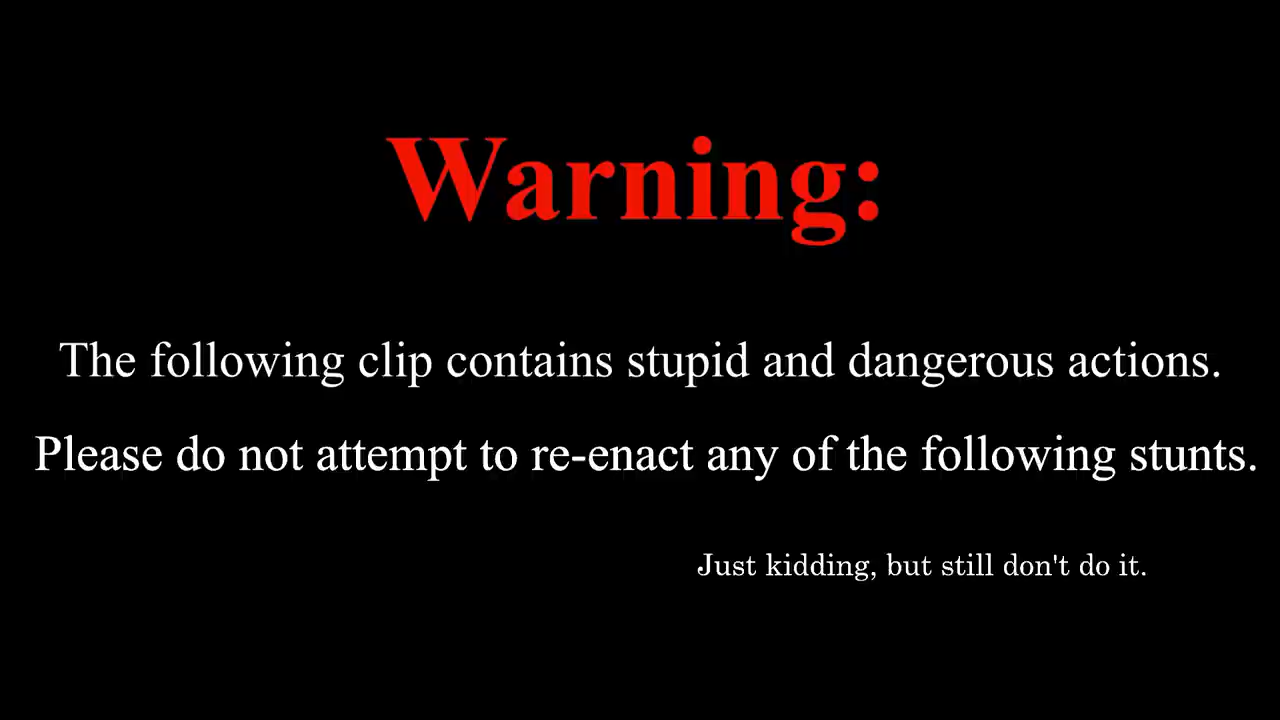 Warning:
The following clip contains stupid and dangerous actions.
Please do not attempt to re-enact any of the following stunts.
Just kidding, but still don't do it.